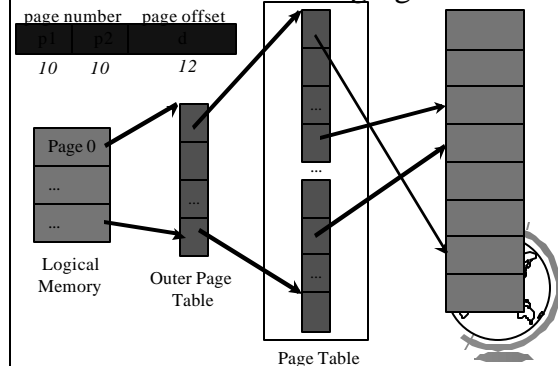 page number page offset
p1 p2 d
10 10 12
Page 0
...
...
Logical
Memory
...
Outer Page
Table
...
...
...
Page Table